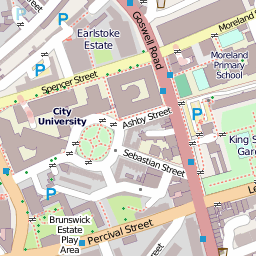 Moreland
Earlstoke
Estate
Goswell Road
Moreland
Primary
School
Spencer Street
City
University
Ashby Street
King S
Gard
Sebastian Street
Le
Brunswick
Estate
Play
Area
Percival Street
P
P
P